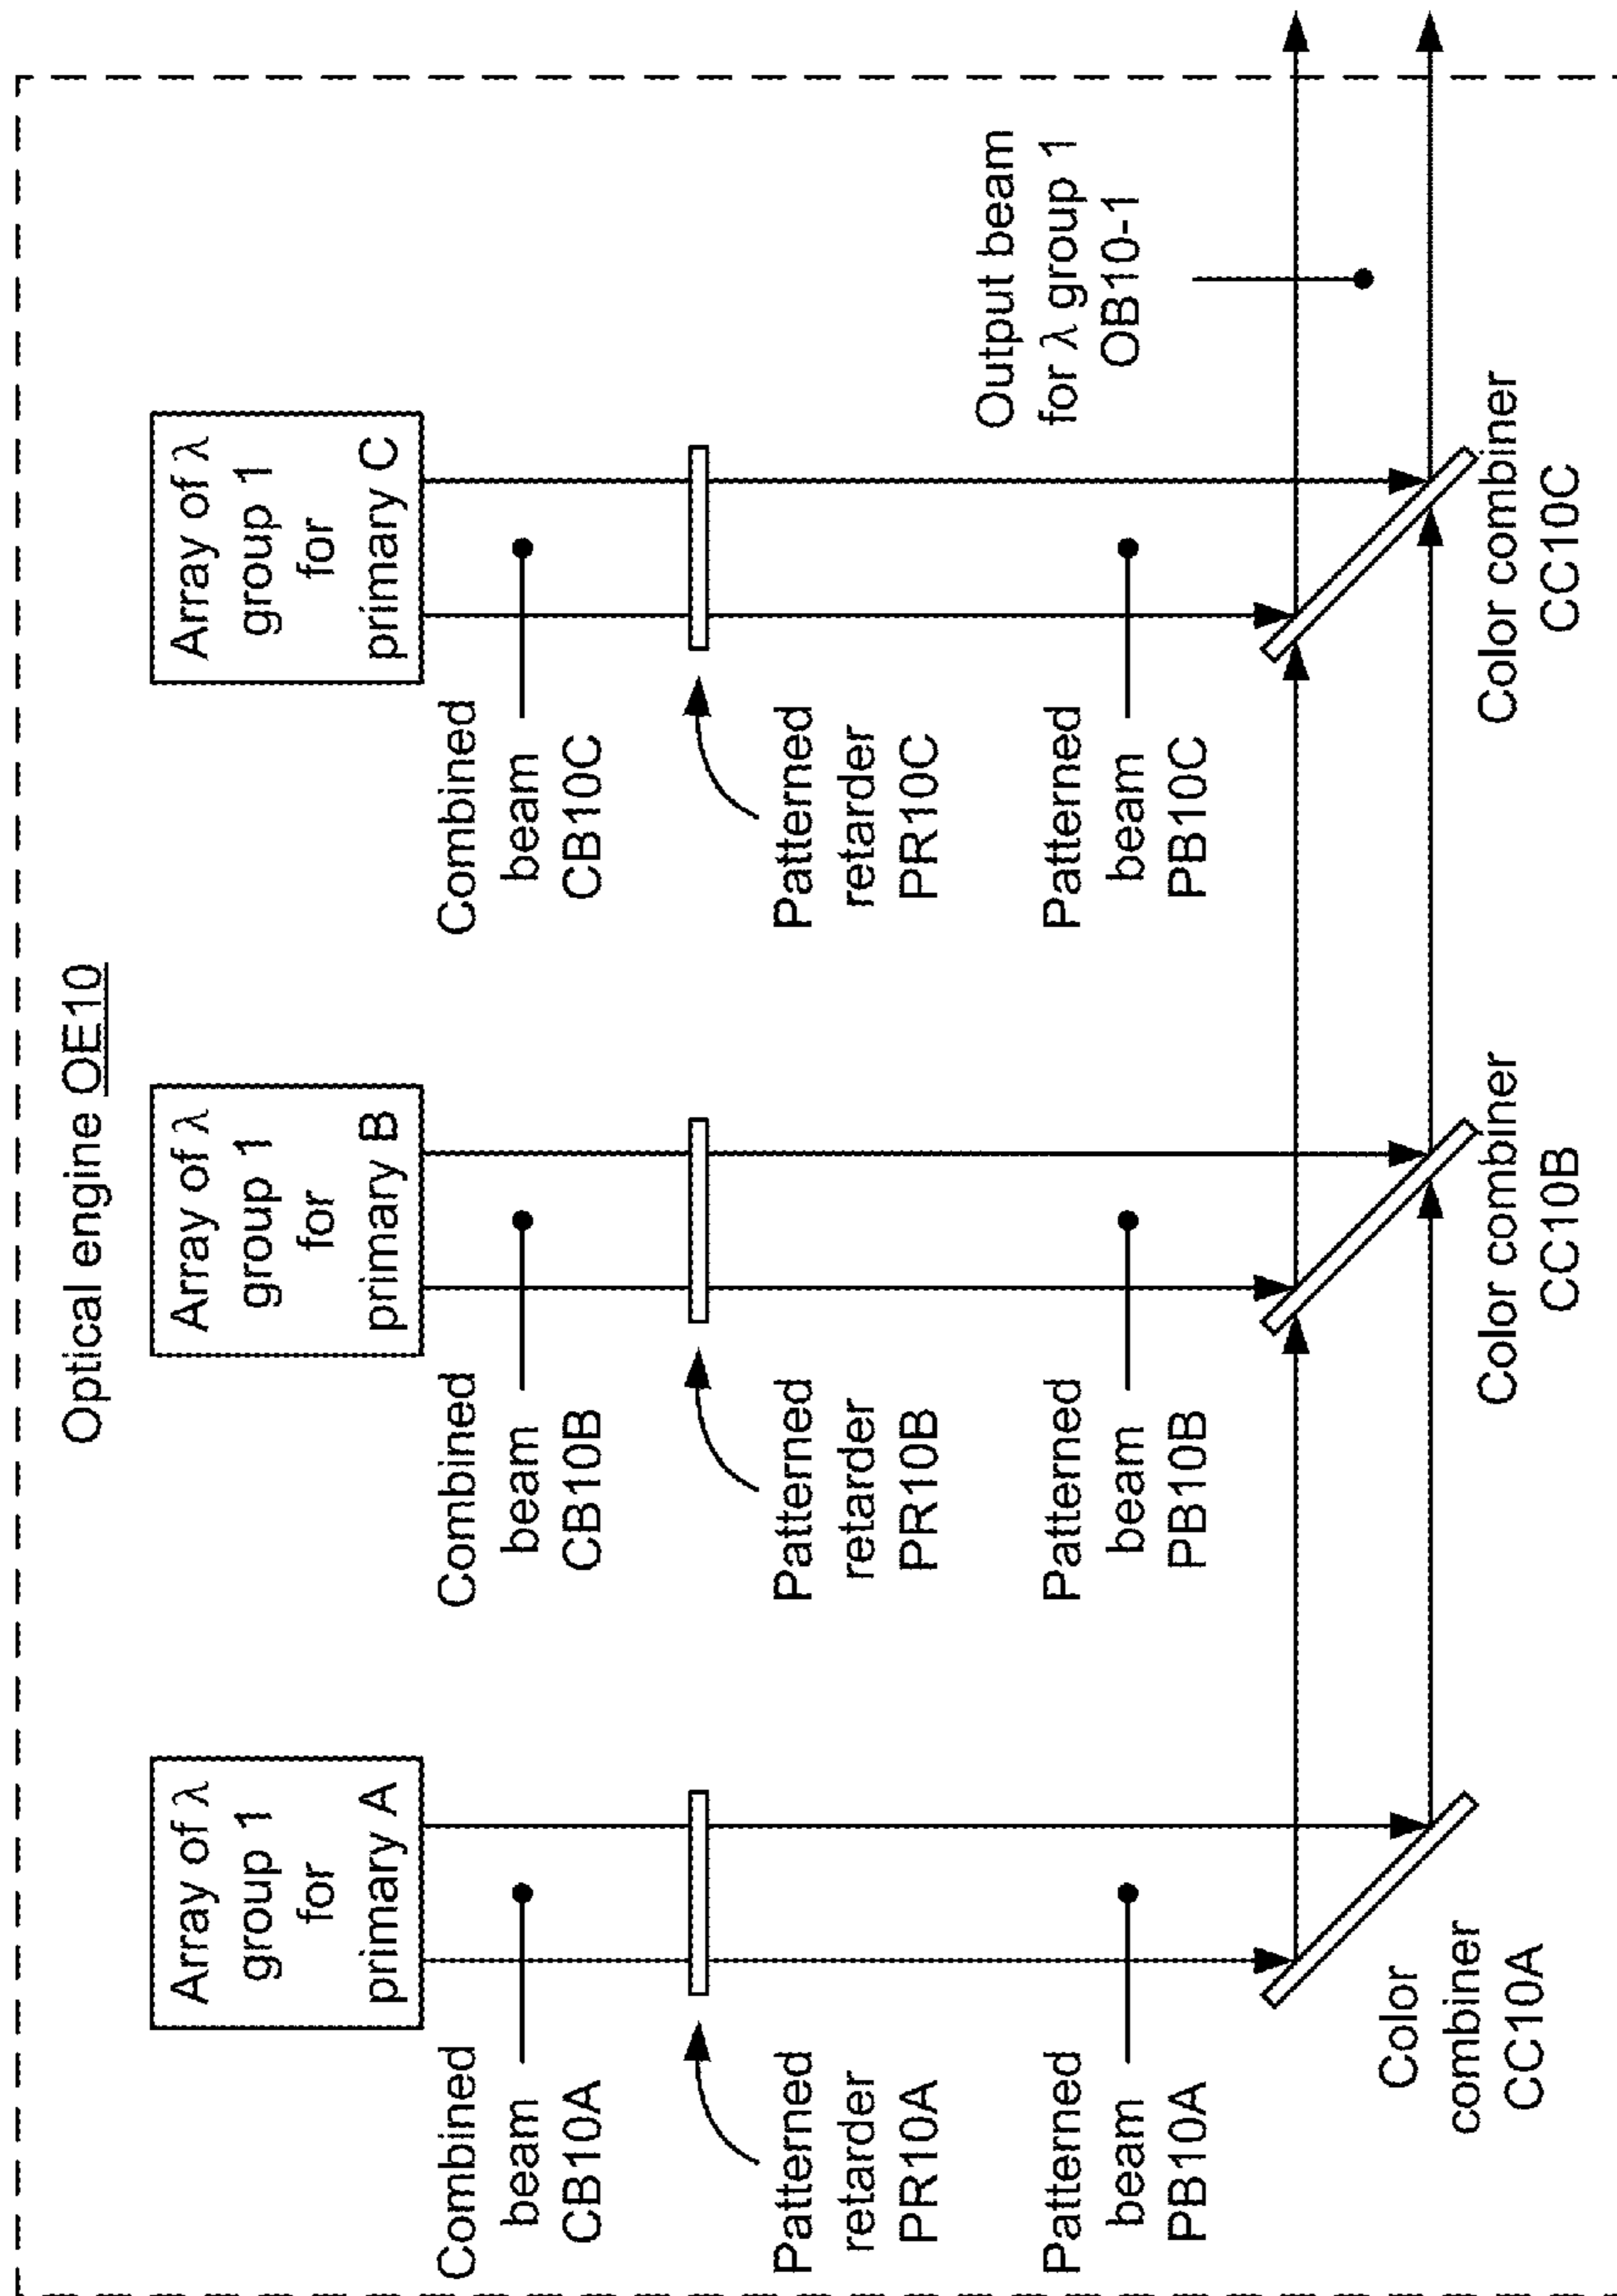 Optical engine OE10
Array of λ
group 1
for
primary A
Array of λ
group 1
for
primary B
Array of λ
group 1
for
primary C
Combined
beam
CB10A
Combined
beam
CB10B
Combined
beam
CB10C
Patterned
retarder
PR10A
Patterned
retarder
PR10B
Patterned
retarder
PR10C
Patterned
beam
PB10A
Patterned
beam
PB10B
Patterned
beam
PB10C
Output beam
for λ group 1
OB10-1
Color
combiner
CC10A
Color combiner
CC10B
Color combiner
CC10C